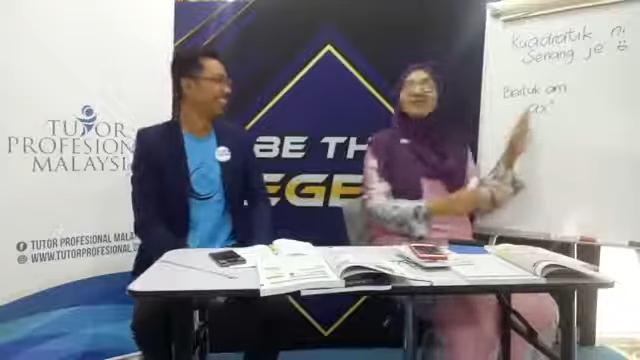 TUTOR
PROFESIONAL
MALAYSIA
TUTOR PROFESIONAL MALA
WWW.TUTORPROFESIONAL.
BE TH
EGE
Kuadratik ni
Senang je
Bentuk am
ax²